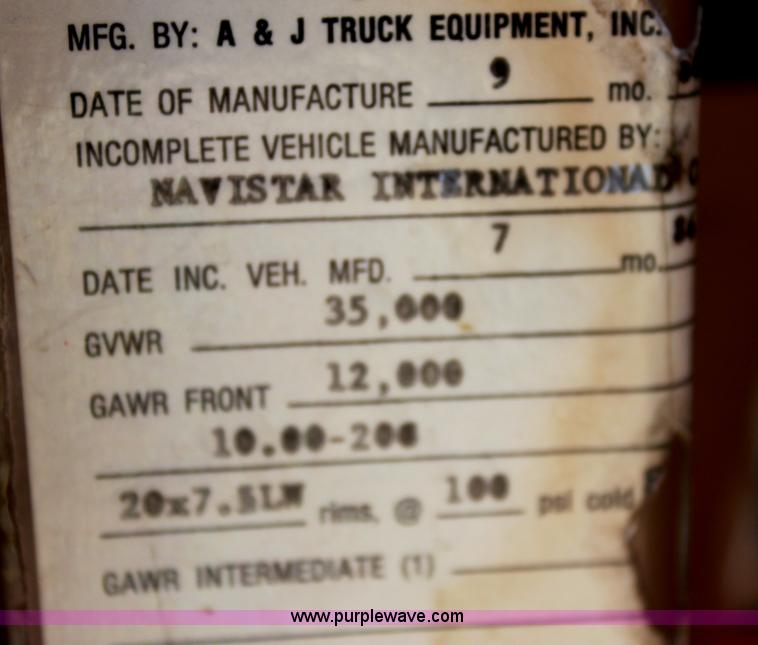 MFG. BY: A & J TRUCK EQUIPMENT, INC.
DATE OF MANUFACTURE 9 mo.
INCOMPLETE VEHICLE MANUFACTURED BY:
NAVISTAR INTERNATIONAL
DATE INC. VEH. MFD. 7 mo. 86
GVWR 35,000
GAWR FRONT 12,000
10.00-20G
20x7.5LW rims, @ 100 psi cold
GAWR INTERMEDIATE (1)
www.purplewave.com